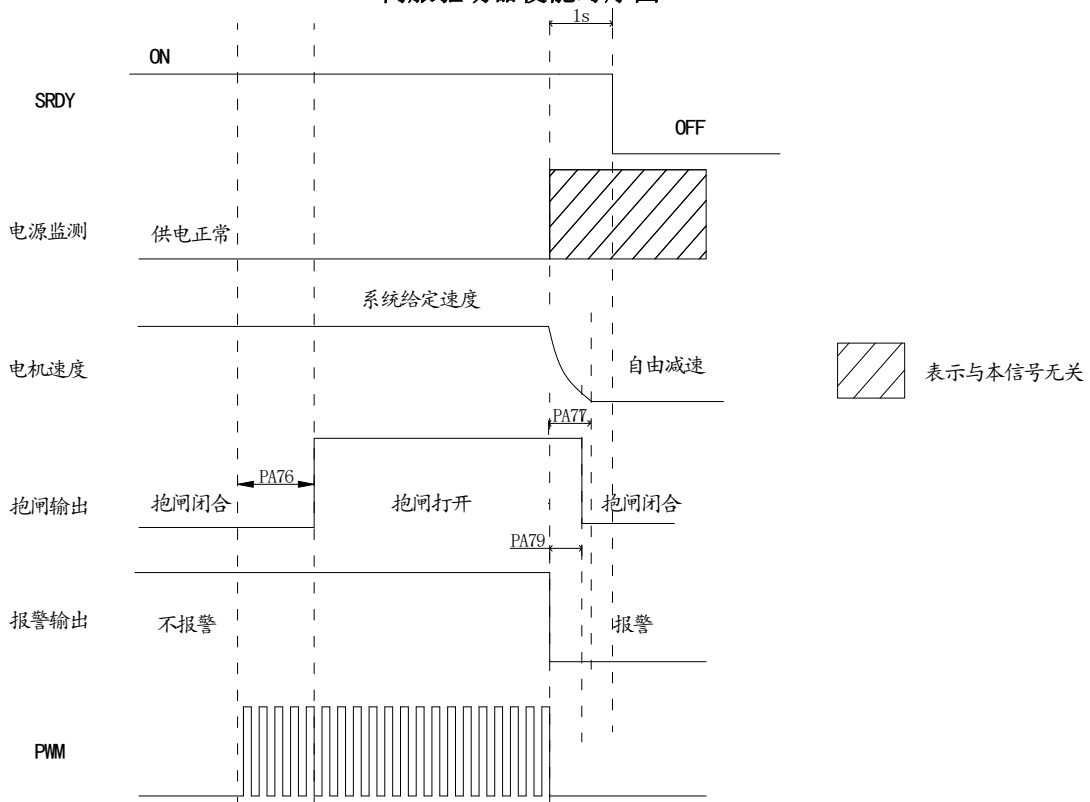 1s
ON
SRDY
OFF
电源监测
供电正常
系统给定速度
电机速度
自由减速
表示与本信号无关
PA77
PA76
抱闸输出
抱闸闭合
抱闸打开
抱闸闭合
PA79
报警输出
不报警
报警
PWM